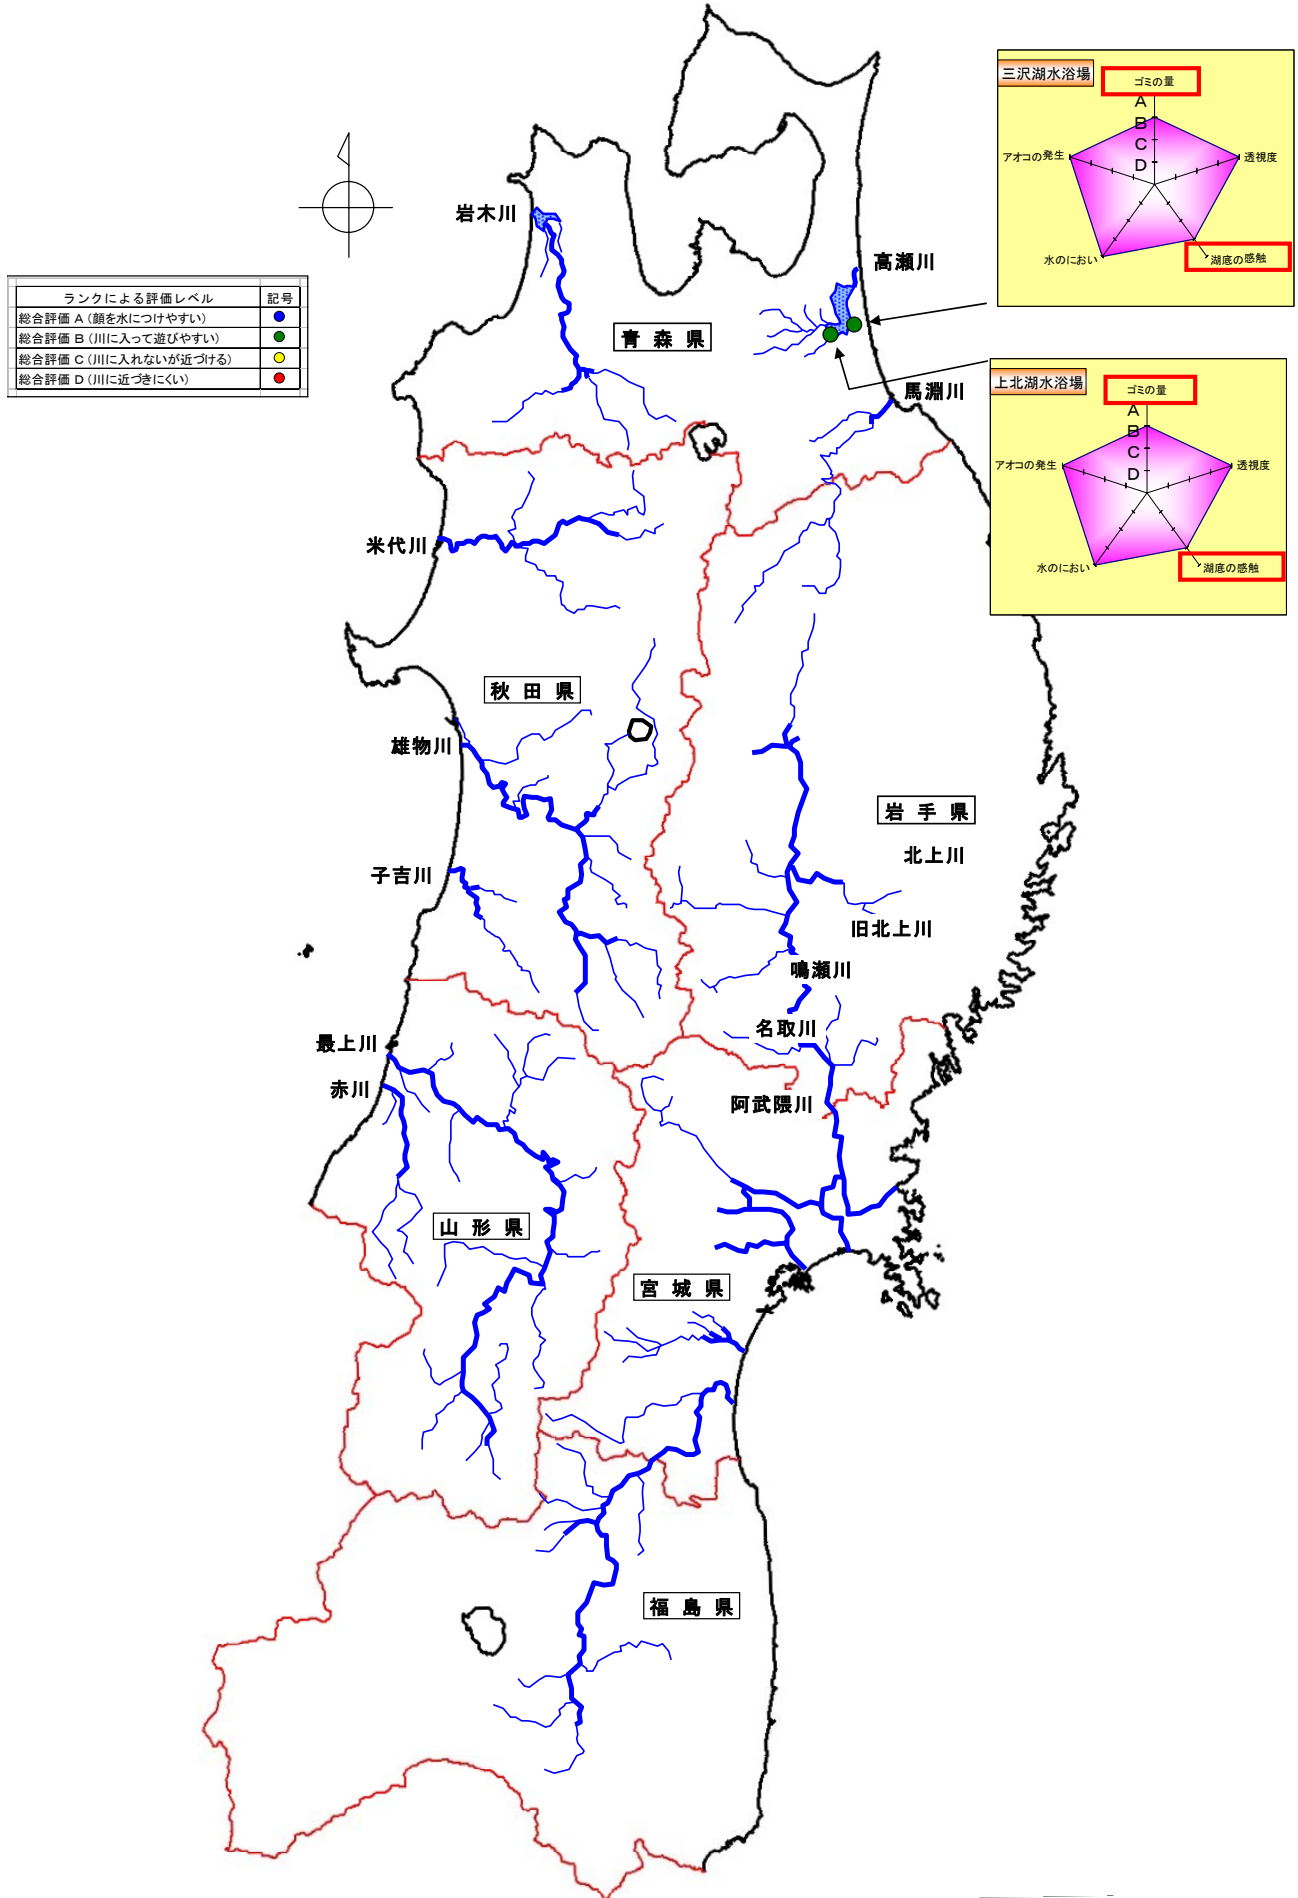 三沢湖水浴場
ゴミの量
A
B
C
D
アオコの発生
透視度
水のにおい
湖底の感触
岩木川
高瀬川
ランクによる評価レベル 記号
総合評価 A (顔を水につけやすい)
総合評価 B (川に入って遊びやすい)
総合評価 C (川に入れないが近づける)
総合評価 D (川に近づきにくい)
青森県
上北湖水浴場
ゴミの量
A
B
C
D
アオコの発生
透視度
水のにおい
湖底の感触
馬淵川
米代川
秋田県
雄物川
岩手県
北上川
子吉川
旧北上川
鳴瀬川
名取川
最上川
赤川
阿武隈川
山形県
宮城県
福島県